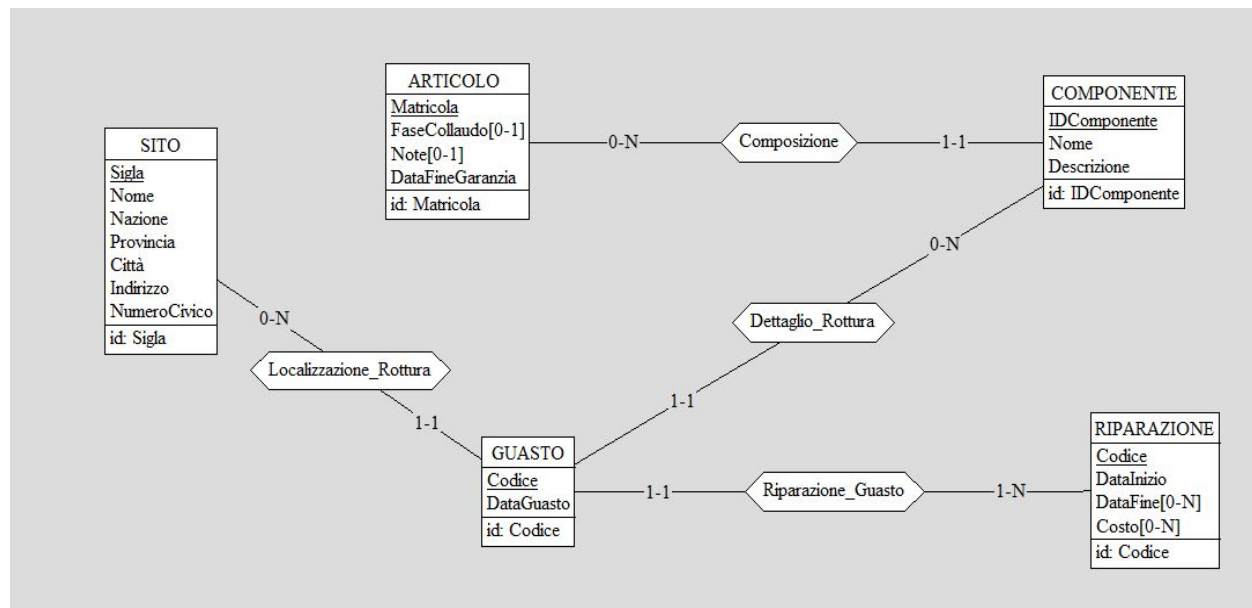 ARTICOLO
Matricola
FaseCollaudo[0-1]
Note[0-1]
DataFineGaranzia
id: Matricola
0-N
Composizione
1-1
COMPONENTE
IDComponente
Nome
Descrizione
id: IDComponente
SITO
Sigla
Nome
Nazione
Provincia
Città
Indirizzo
NumeroCivico
id: Sigla
0-N
Localizzazione_Rottura
1-1
0-N
Dettaglio_Rottura
1-1
GUASTO
Codice
DataGuasto
id: Codice
1-1
Riparazione_Guasto
1-N
RIPARAZIONE
Codice
DataInizio
DataFine[0-N]
Costo[0-N]
id: Codice